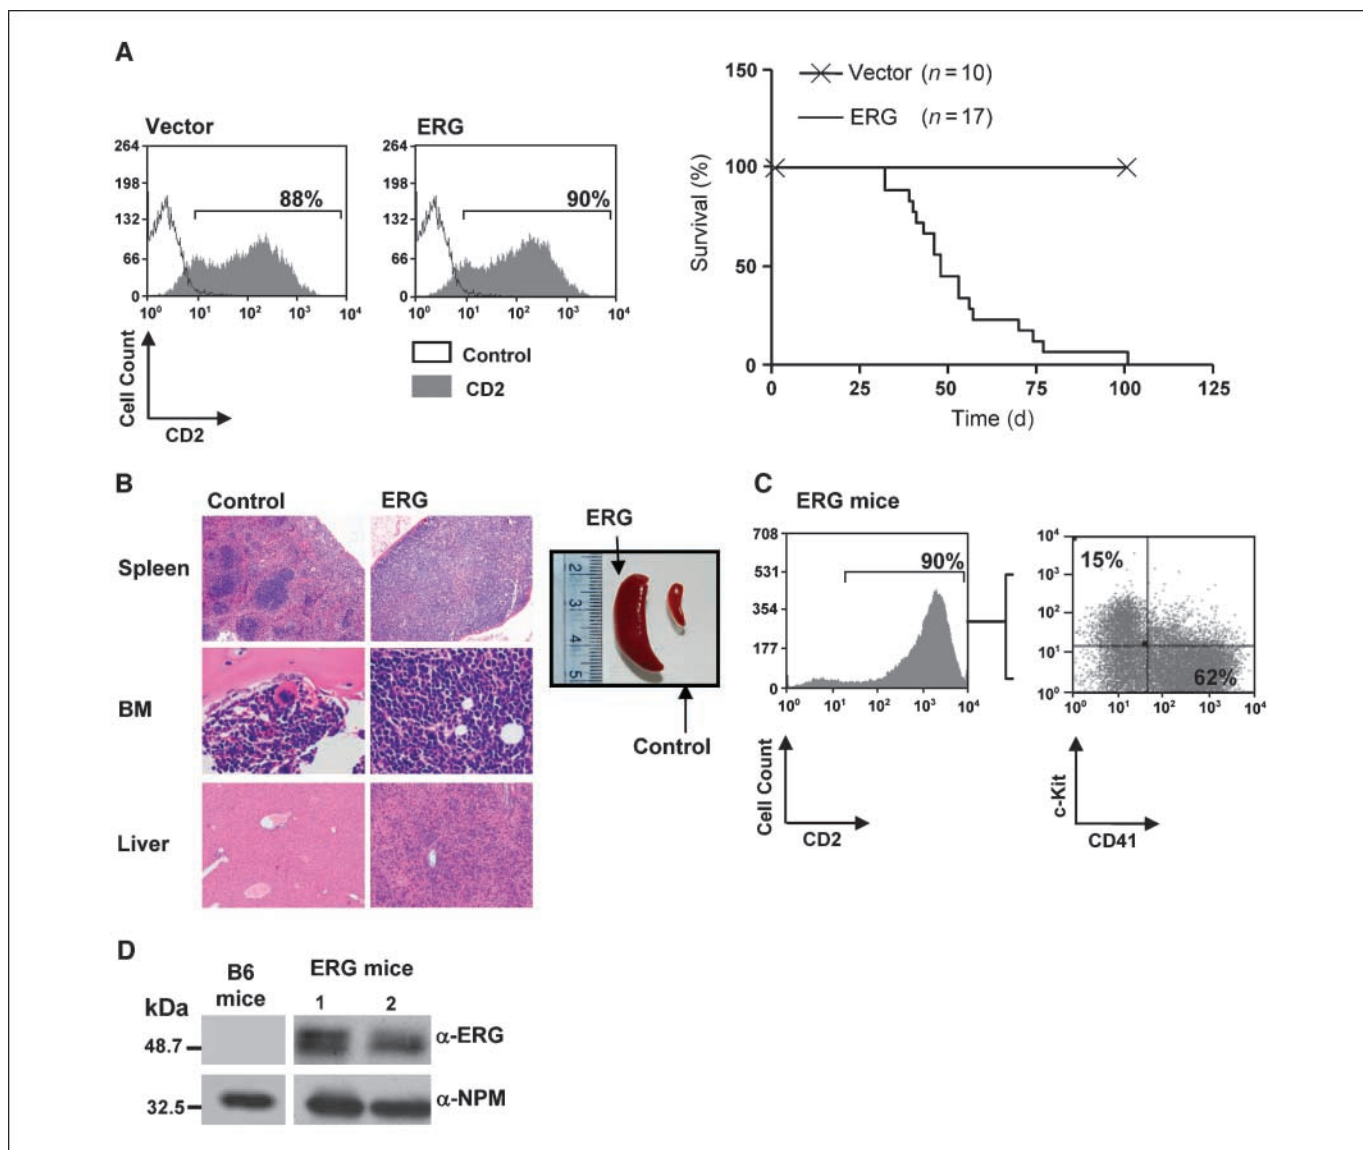 A
Vector
ERG
264
198
132
66
0
88%
10⁰ 10¹ 10² 10³ 10⁴
264
198
132
66
0
90%
10⁰ 10¹ 10² 10³ 10⁴
Cell Count
CD2
Control
CD2
150
100
50
0
Survival (%)
Vector (n = 10)
ERG (n = 17)
0 25 50 75 100 125
Time (d)
B
Control ERG
Spleen
BM
Liver
ERG
2
3
4
5
Control
C
ERG mice
708
531
354
177
0
90%
10⁰ 10¹ 10² 10³ 10⁴
Cell Count
CD2
10⁴
10³
10²
10¹
10⁰
15%
62%
10⁰ 10¹ 10² 10³ 10⁴
c-Kit
CD41
D
B6
mice
ERG mice
kDa
1 2
48.7
α-ERG
32.5
α-NPM